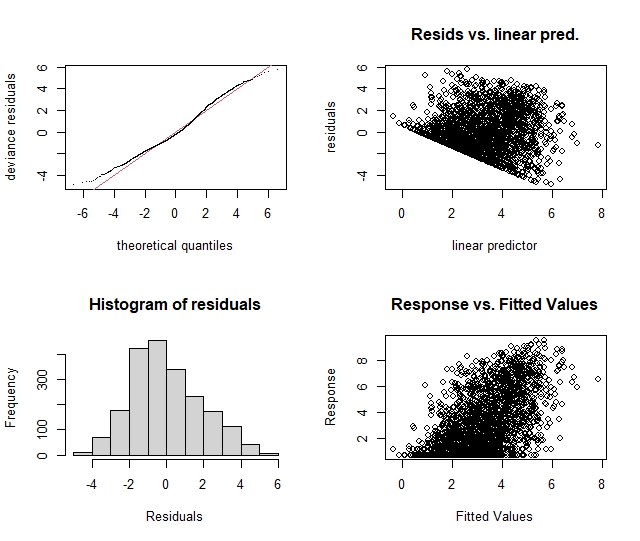 deviance residuals
6
4
2
0
-4
-6 -4 -2 0 2 4 6
theoretical quantiles
Resids vs. linear pred.
residuals
6
4
2
0
-4
0 2 4 6 8
linear predictor
Histogram of residuals
Frequency
300
100
0
-4 -2 0 2 4 6
Residuals
Response vs. Fitted Values
Response
8
6
4
2
0 2 4 6 8
Fitted Values